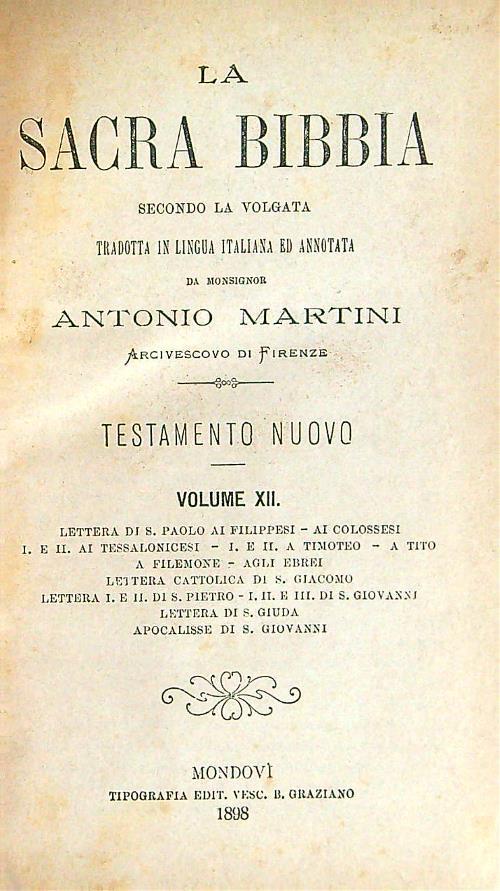 LA
SACRA BIBBIA
SECONDO LA VOLGATA
TRADOTTA IN LINGUA ITALIANA ED ANNOTATA
DA MONSIGNOR
ANTONIO MARTINI
ARCIVESCOVO DI FIRENZE
TESTAMENTO NUOVO
VOLUME XII.
LETTERA DI S. PAOLO AI FILIPPESI - AI COLOSSESI
I. E II. AI TESSALONICESI - I. E II. A TIMOTEO - A TITO
A FILEMONE - AGLI EBREI
LETTERA CATTOLICA DI S. GIACOMO
LETTERA I. E II. DI S. PIETRO - I. II. E III. DI S. GIOVANNI
LETTERA DI S. GIUDA
APOCALISSE DI S. GIOVANNI
MONDOVÌ
TIPOGRAFIA EDIT. VESC. B. GRAZIANO
1898